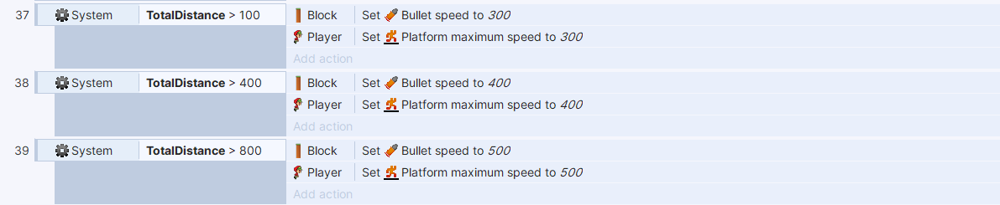 37 System TotalDistance > 100 Block Set Bullet speed to 300
Player Set Platform maximum speed to 300
Add action
38 System TotalDistance > 400 Block Set Bullet speed to 400
Player Set Platform maximum speed to 400
Add action
39 System TotalDistance > 800 Block Set Bullet speed to 500
Player Set Platform maximum speed to 500
Add action